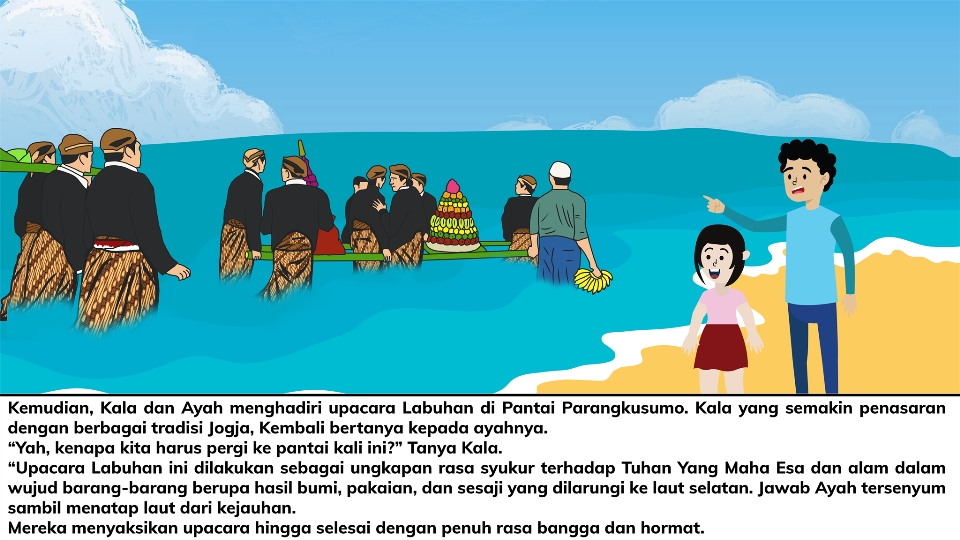 Kemudian, Kala dan Ayah menghadiri upacara Labuhan di Pantai Parangkusumo. Kala yang semakin penasaran
dengan berbagai tradisi Jogja, Kembali bertanya kepada ayahnya.
“Yah, kenapa kita harus pergi ke pantai kali ini?” Tanya Kala.
“Upacara Labuhan ini dilakukan sebagai ungkapan rasa syukur terhadap Tuhan Yang Maha Esa dan alam dalam
wujud barang-barang berupa hasil bumi, pakaian, dan sesaji yang dilarungi ke laut selatan. Jawab Ayah tersenyum
sambil menatap laut dari kejauhan.
Mereka menyaksikan upacara hingga selesai dengan penuh rasa bangga dan hormat.